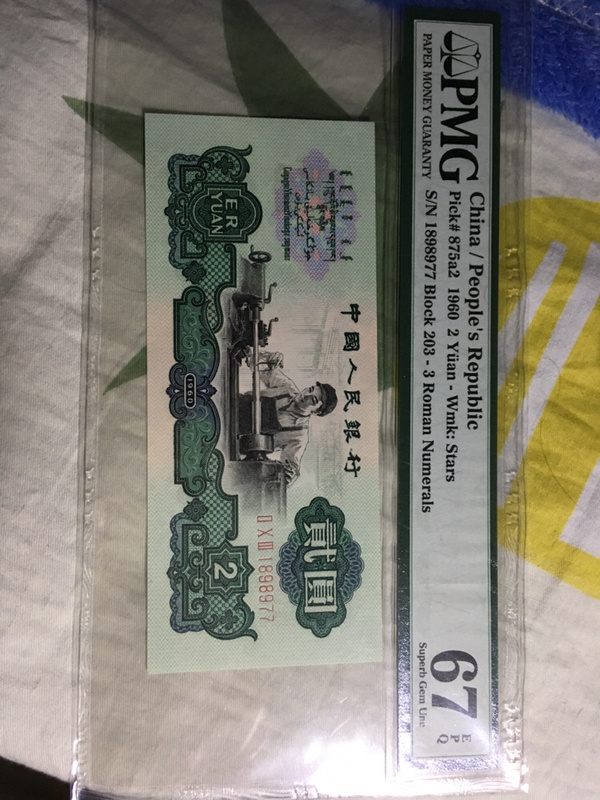 PMG
PAPER MONEY GUARANTY
China / People's Republic
Pick# 875a2 1960 2 Yüan - Wmk: Stars
S/N 1898977 Block 203 - 3 Roman Numerals
67 EPQ
Superb Gem Unc
中國人民銀行
ER
YUAN
1960
貳圓
I X III 1898977
2